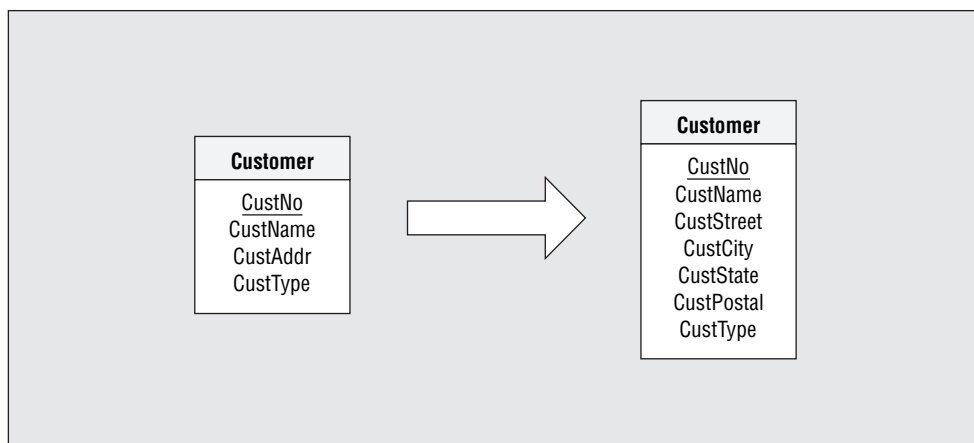 Customer
CustNo
CustName
CustAddr
CustType
Customer
CustNo
CustName
CustStreet
CustCity
CustState
CustPostal
CustType